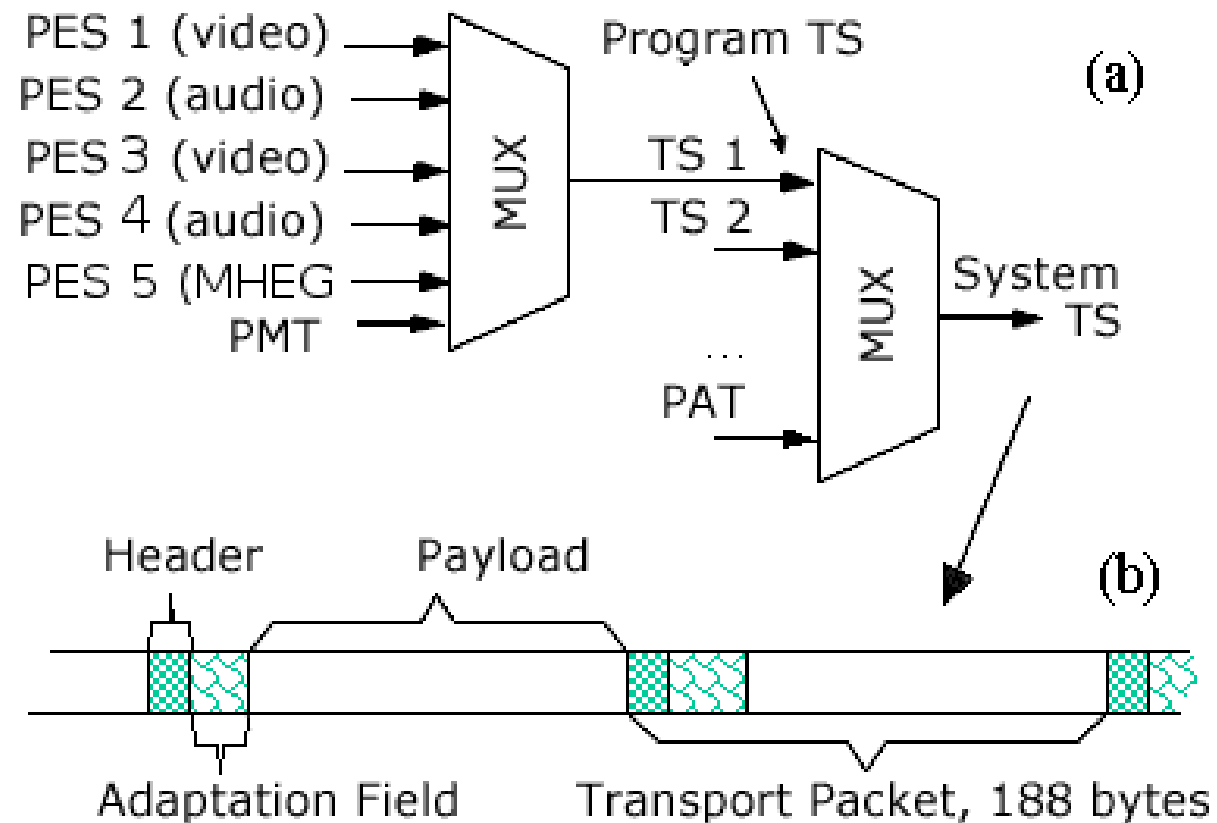 PES 1 (video)
PES 2 (audio)
PES 3 (video)
PES 4 (audio)
PES 5 (MHEG
PMT
MUX
Program TS
(a)
TS 1
TS 2
...
PAT
MUX
System
TS
(b)
Header
Payload
Adaptation Field
Transport Packet, 188 bytes